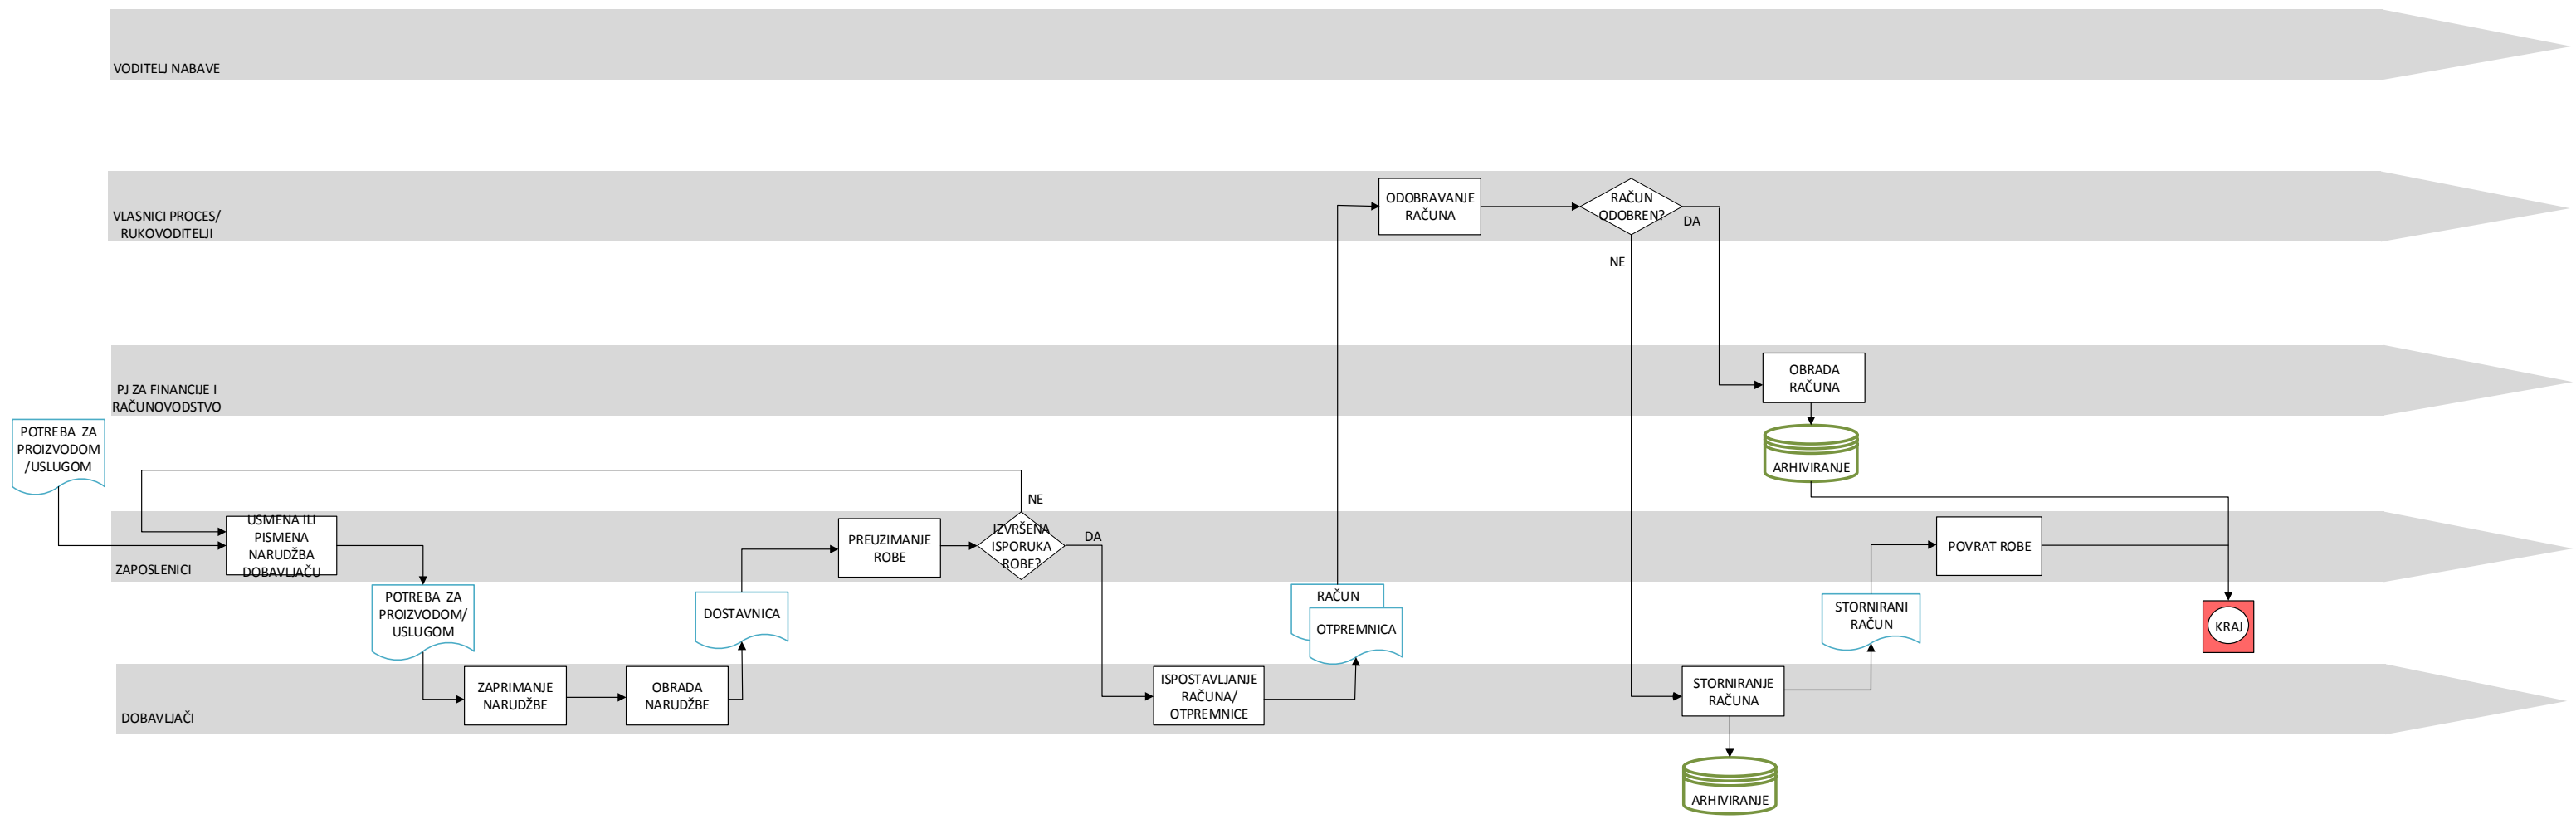 VODITELJ NABAVE
VLASNICI PROCES/
RUKOVODITELJI
ODOBRAVANJE
RAČUNA
RAČUN
ODOBREN?
DA
NE
PJ ZA FINANCIJE I
RAČUNOVODSTVO
OBRADA
RAČUNA
ARHIVIRANJE
POTREBA ZA
PROIZVODOM
/USLUGOM
ZAPOSLENICI
USMENA ILI
PISMENA
NARUDŽBA
DOBAVLJAČU
PREUZIMANJE
ROBE
NE
IZVRŠENA
ISPORUKA
ROBE?
DA
POVRAT ROBE
POTREBA ZA
PROIZVODOM/
USLUGOM
DOSTAVNICA
RAČUN
OTPREMNICA
STORNIRANI
RAČUN
KRAJ
DOBAVLJAČI
ZAPRIMANJE
NARUDŽBE
OBRADA
NARUDŽBE
ISPOSTAVLJANJE
RAČUNA/
OTPREMNICE
STORNIRANJE
RAČUNA
ARHIVIRANJE